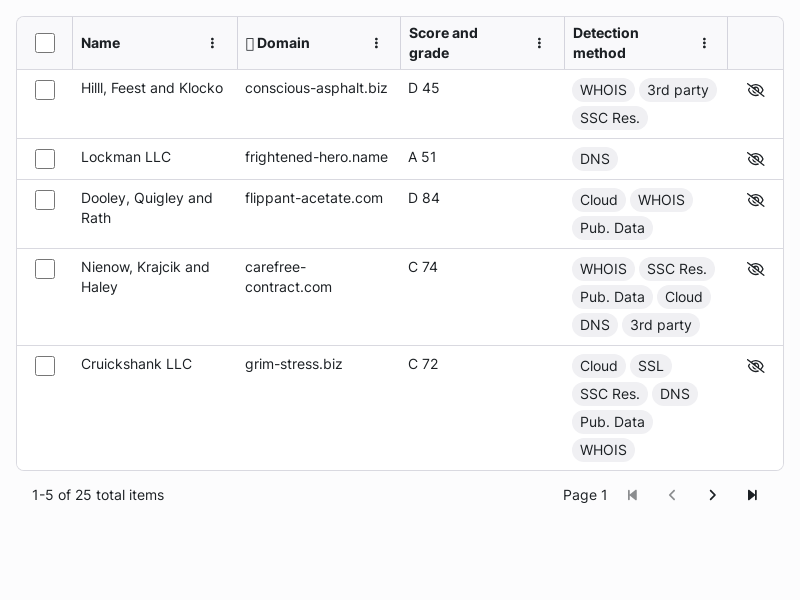 Name
Domain
Score and grade
Detection method
Hilll, Feest and Klocko
conscious-asphalt.biz
D 45
WHOIS 3rd party
SSC Res.
Lockman LLC
frightened-hero.name
A 51
DNS
Dooley, Quigley and
Rath
flippant-acetate.com
D 84
Cloud WHOIS
Pub. Data
Nienow, Krajcik and
Haley
carefree-
contract.com
C 74
WHOIS SSC Res.
Pub. Data Cloud
DNS 3rd party
Cruickshank LLC
grim-stress.biz
C 72
Cloud SSL
SSC Res. DNS
Pub. Data
WHOIS
1-5 of 25 total items
Page 1